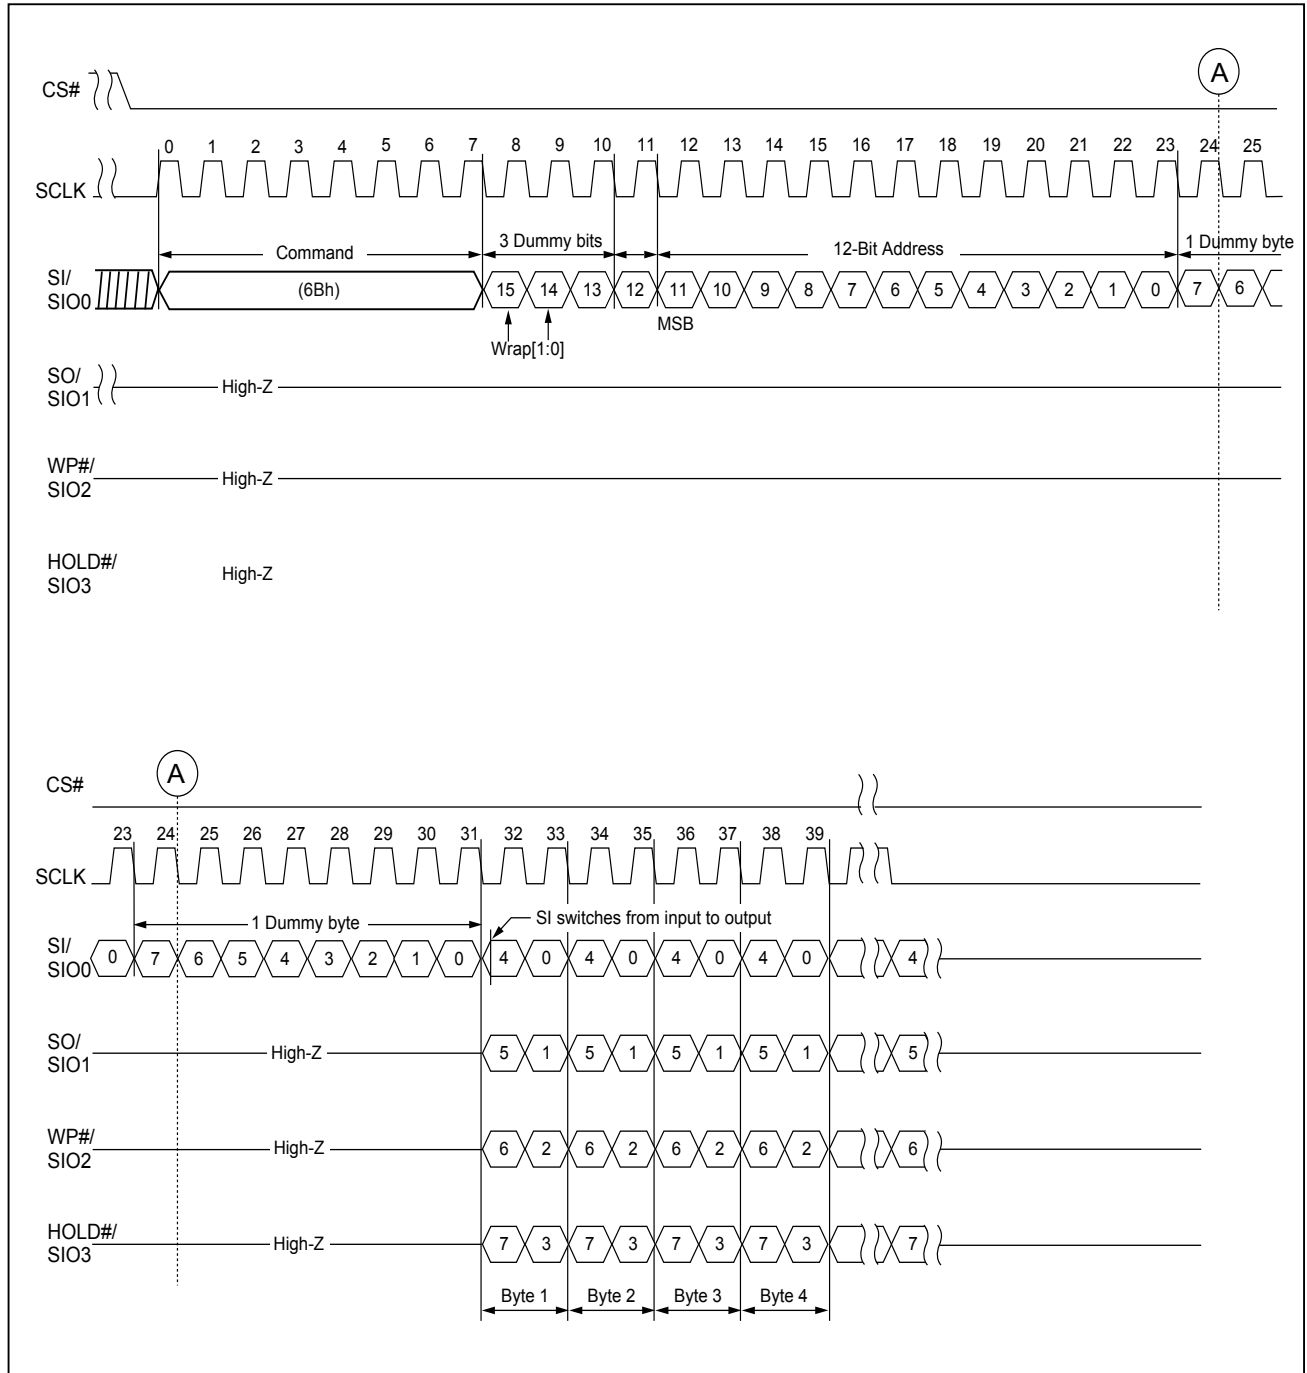 A
CS#
0 1 2 3 4 5 6 7 8 9 10 11 12 13 14 15 16 17 18 19 20 21 22 23 24 25
SCLK
Command 3 Dummy bits 12-Bit Address 1 Dummy byte
SI/
SIO0
(6Bh) 15 14 13 12 11 10 9 8 7 6 5 4 3 2 1 0 7 6
MSB
Wrap[1:0]
SO/
SIO1
High-Z
WP#/
SIO2
High-Z
HOLD#/
SIO3
High-Z
A
CS#
23 24 25 26 27 28 29 30 31 32 33 34 35 36 37 38 39
SCLK
1 Dummy byte SI switches from input to output
SI/
SIO0
0 7 6 5 4 3 2 1 0 4 0 4 0 4 0 4 0 4
SO/
SIO1
High-Z 5 1 5 1 5 1 5 1 5
WP#/
SIO2
High-Z 6 2 6 2 6 2 6 2 6
HOLD#/
SIO3
High-Z 7 3 7 3 7 3 7 3 7
Byte 1 Byte 2 Byte 3 Byte 4